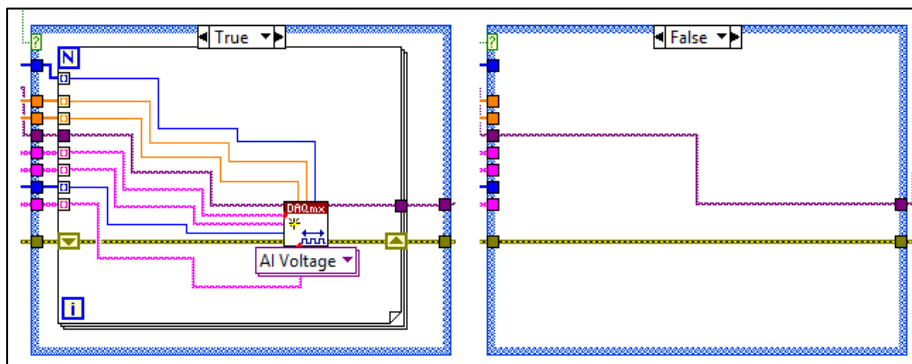 True
False
N
DAQmx
AI Voltage
i